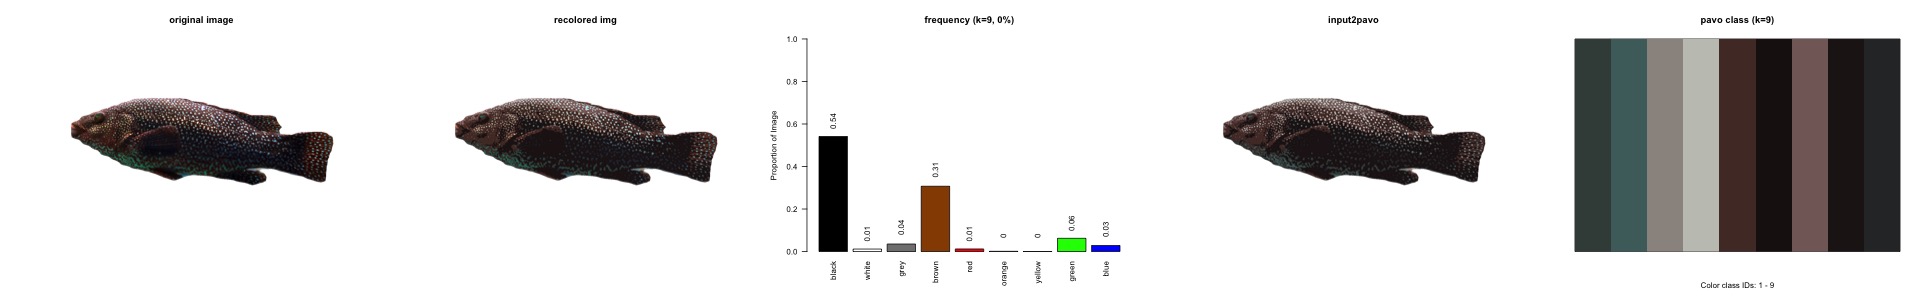 original image
recolored img
frequency (k=9, 0%)
input2pavo
pavo class (k=9)
Proportion of Image
1.0
0.8
0.6
0.4
0.2
0.0
0.54
0.01
0.04
0.31
0.01
0
0
0.06
0.03
black
white
grey
brown
red
orange
yellow
green
blue
Color class IDs: 1 - 9